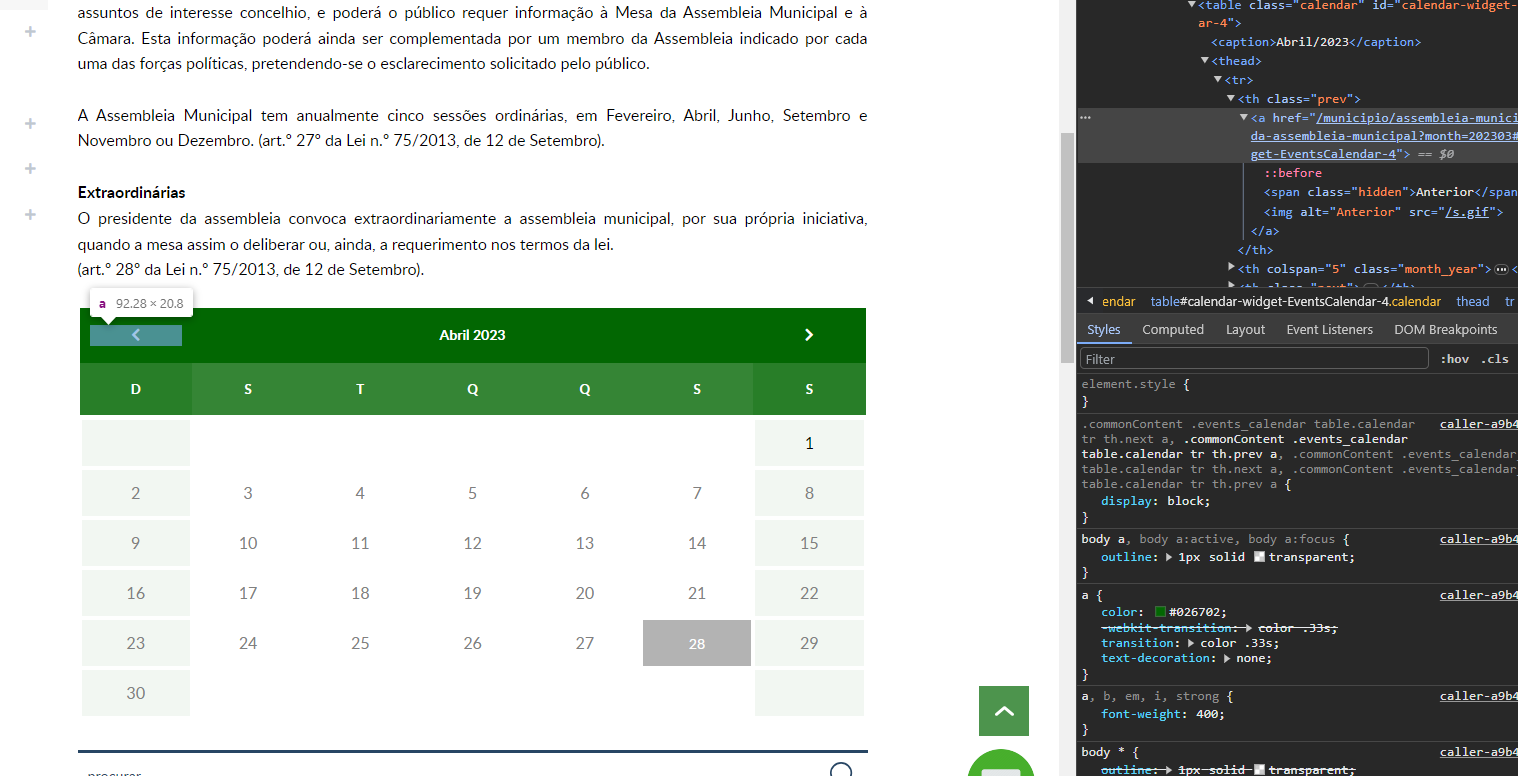 assuntos de interesse concelhio, e poderá o público requer informação à Mesa da Assembleia Municipal e à
Câmara. Esta informação poderá ainda ser complementada por um membro da Assembleia indicado por cada
uma das forças políticas, pretendendo-se o esclarecimento solicitado pelo público.
A Assembleia Municipal tem anualmente cinco sessões ordinárias, em Fevereiro, Abril, Junho, Setembro e
Novembro ou Dezembro. (art.º 27º da Lei n.º 75/2013, de 12 de Setembro).
Extraordinárias
O presidente da assembleia convoca extraordinariamente a assembleia municipal, por sua própria iniciativa,
quando a mesa assim o deliberar ou, ainda, a requerimento nos termos da lei.
(art.º 28º da Lei n.º 75/2013, de 12 de Setembro).
a 92.28 × 20.8
Abril 2023
D S T Q Q S S
1
2 3 4 5 6 7 8
9 10 11 12 13 14 15
16 17 18 19 20 21 22
23 24 25 26 27 28 29
30
procurar
<table class="calendar" id="calendar-widget-
ar-4">
<caption>Abril/2023</caption>
<thead>
<tr>
<th class="prev">
<a href="/municipio/assembleia-munici
da-assembleia-municipal?month=202303#
get-EventsCalendar-4"> == $0
::before
<span class="hidden">Anterior</span
<img alt="Anterior" src="/s.gif">
</a>
</th>
<th colspan="5" class="month_year">…<
endar table#calendar-widget-EventsCalendar-4.calendar thead tr
Styles Computed Layout Event Listeners DOM Breakpoints
Filter :hov .cls
element.style {
}
.commonContent .events_calendar table.calendar caller-a9b4
tr th.next a, .commonContent .events_calendar
table.calendar tr th.prev a, .commonContent .events_calendar
table.calendar tr th.next a, .commonContent .events_calendar
table.calendar tr th.prev a {
display: block;
}
body a, body a:active, body a:focus { caller-a9b4
outline: 1px solid transparent;
}
a { caller-a9b4
color: #026702;
-webkit-transition: color .33s;
transition: color .33s;
text-decoration: none;
}
a, b, em, i, strong { caller-a9b4
font-weight: 400;
}
body * { caller-a9b4
outline: 1px solid transparent;